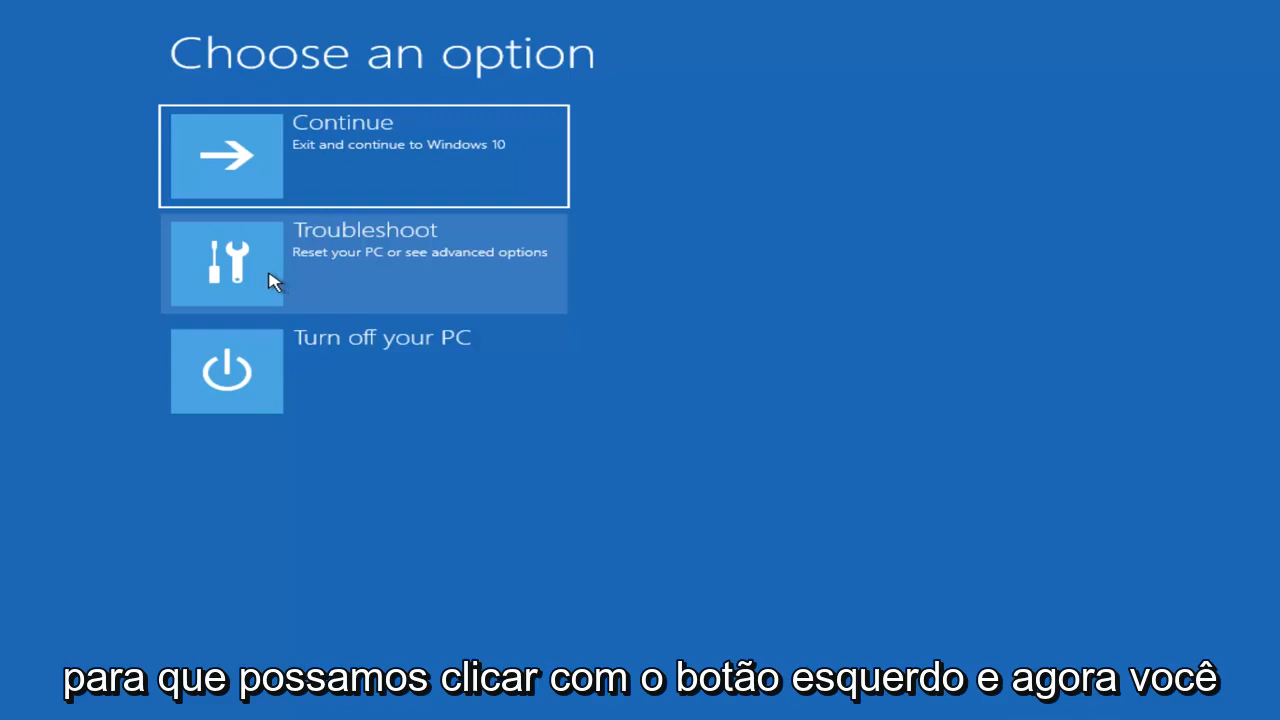 Choose an option
Continue
Exit and continue to Windows 10
Troubleshoot
Reset your PC or see advanced options
Turn off your PC
para que possamos clicar com o botão esquerdo e agora você